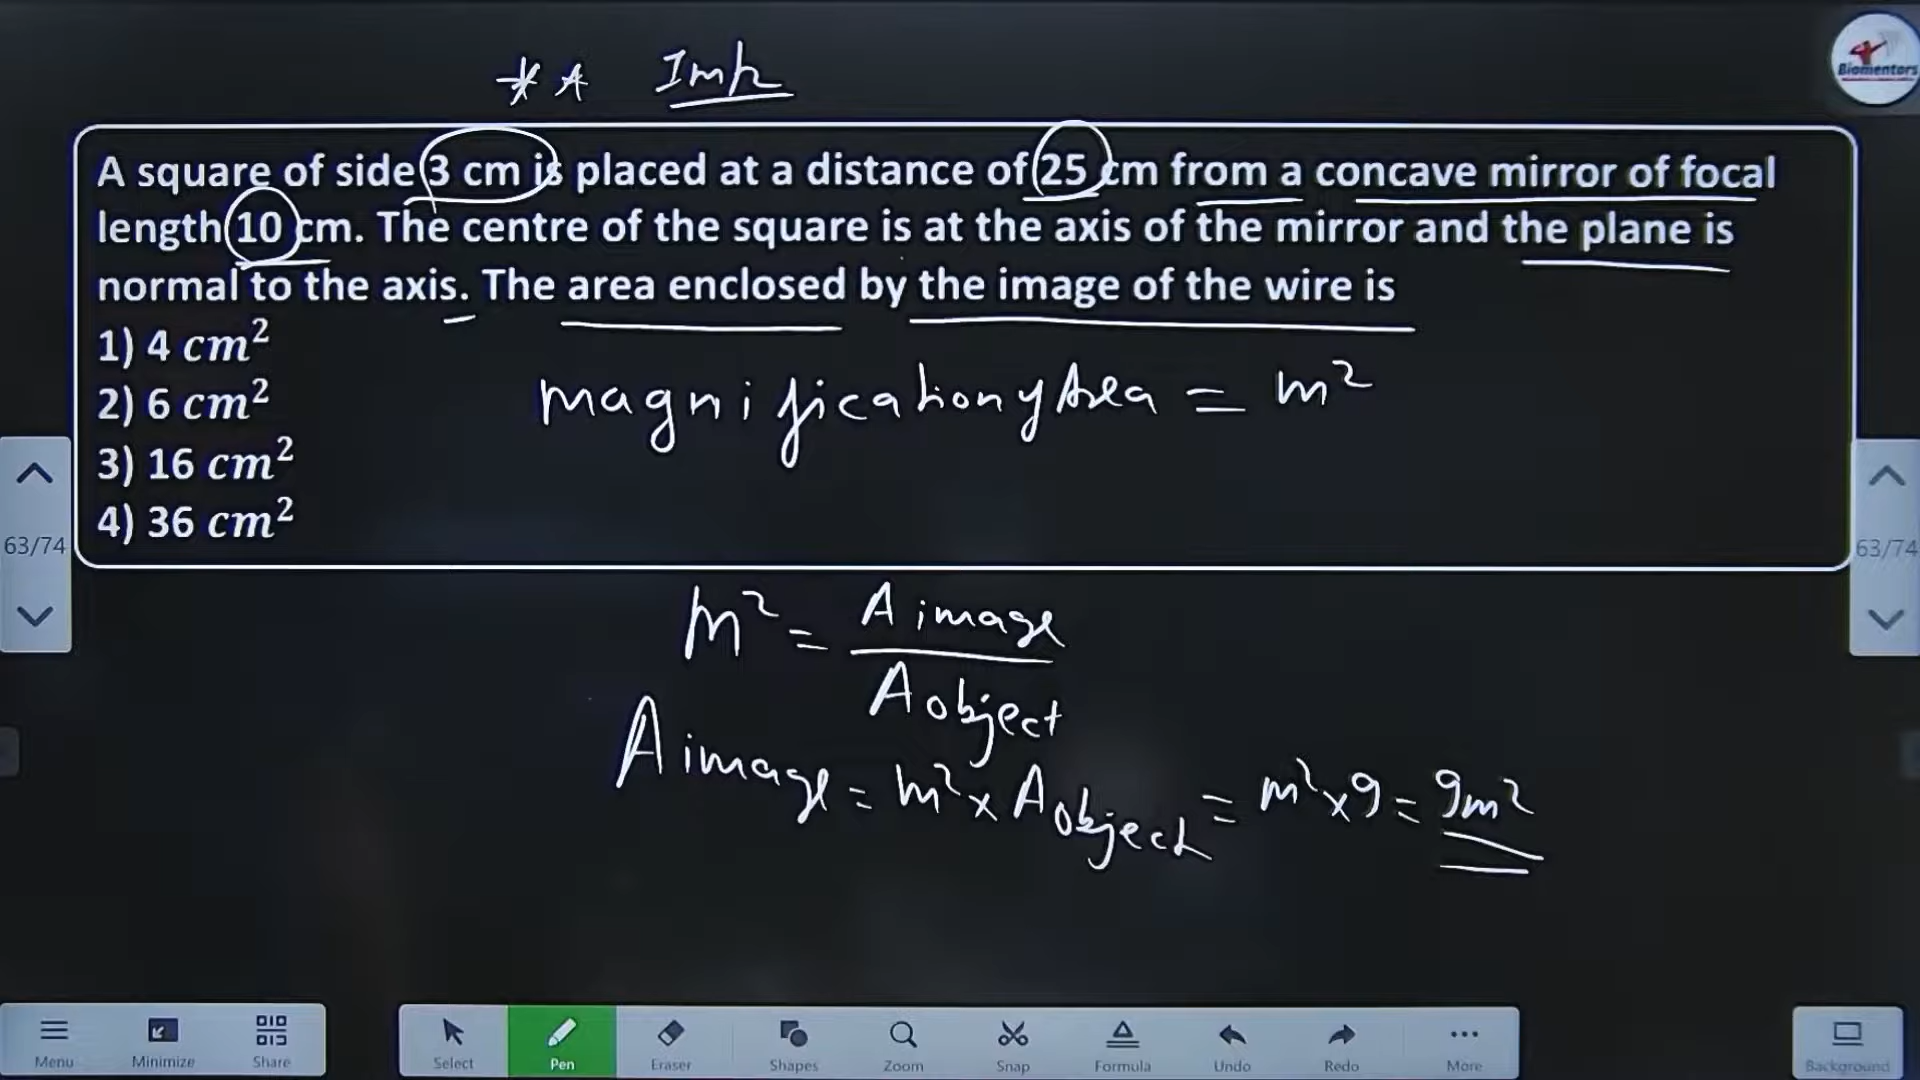 * A Imp
Biomentors
A square of side 3 cm is placed at a distance of 25 cm from a concave mirror of focal
length 10 cm. The centre of the square is at the axis of the mirror and the plane is
normal to the axis. The area enclosed by the image of the wire is
1) 4 cm²
2) 6 cm²
3) 16 cm²
4) 36 cm²
magnification of Area = m²
63/74
63/74
m² = A image / A object
A image = m² x A object = m² x 9 = 9m²
Menu
Minimize
Share
Select
Pen
Eraser
Shapes
Zoom
Snap
Formula
Undo
Redo
More
Background